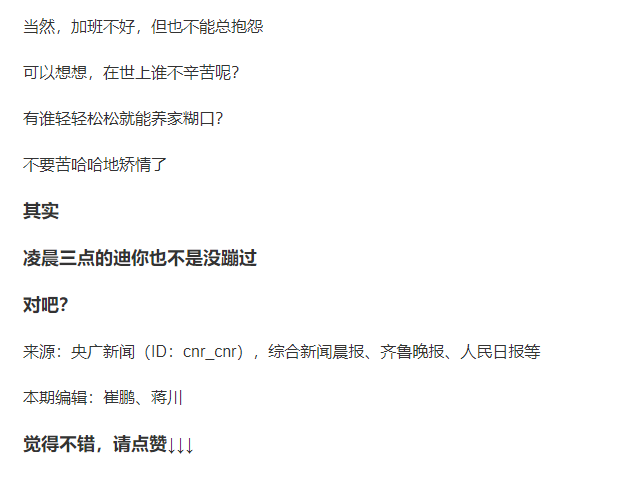 当然，加班不好，但也不能总抱怨
可以想想，在世上谁不辛苦呢？
有谁轻轻松松就能养家糊口？
不要苦哈哈地矫情了
其实
凌晨三点的迪你也不是没蹦过
对吧？
来源：央广新闻（ID：cnr_cnr），综合新闻晨报、齐鲁晚报、人民日报等
本期编辑：崔鹏、蒋川
觉得不错，请点赞↓↓↓